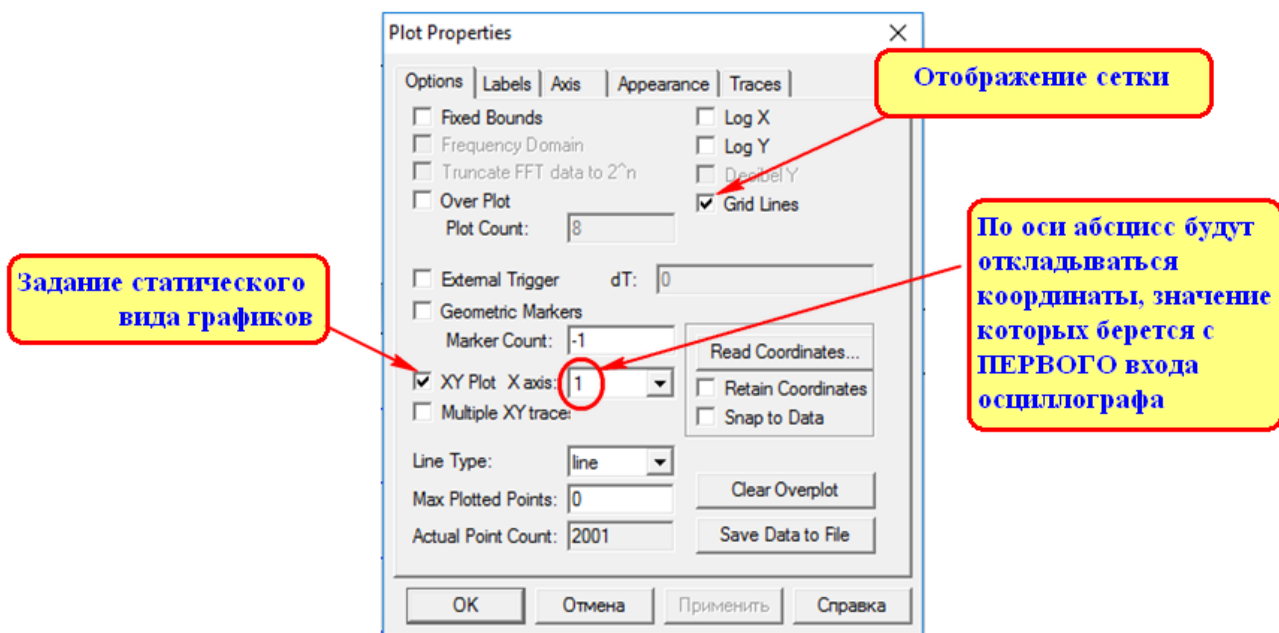 Plot Properties
Options Labels Axis Appearance Traces
Отображение сетки
Fixed Bounds
Frequency Domain
Truncate FFT data to 2^n
Over Plot
Plot Count: 8
Log X
Log Y
Decibel Y
Grid Lines
External Trigger dT: 0
Geometric Markers
Marker Count: -1
XY Plot X axis: 1
Multiple XY traces
Read Coordinates...
Retain Coordinates
Snap to Data
Задание статического
вида графиков
По оси абсцисс будут
откладываться
координаты, значение
которых берется с
ПЕРВОГО входа
осциллографа
Line Type: line
Max Plotted Points: 0
Actual Point Count: 2001
Clear Overplot
Save Data to File
OK Отмена Применить Справка